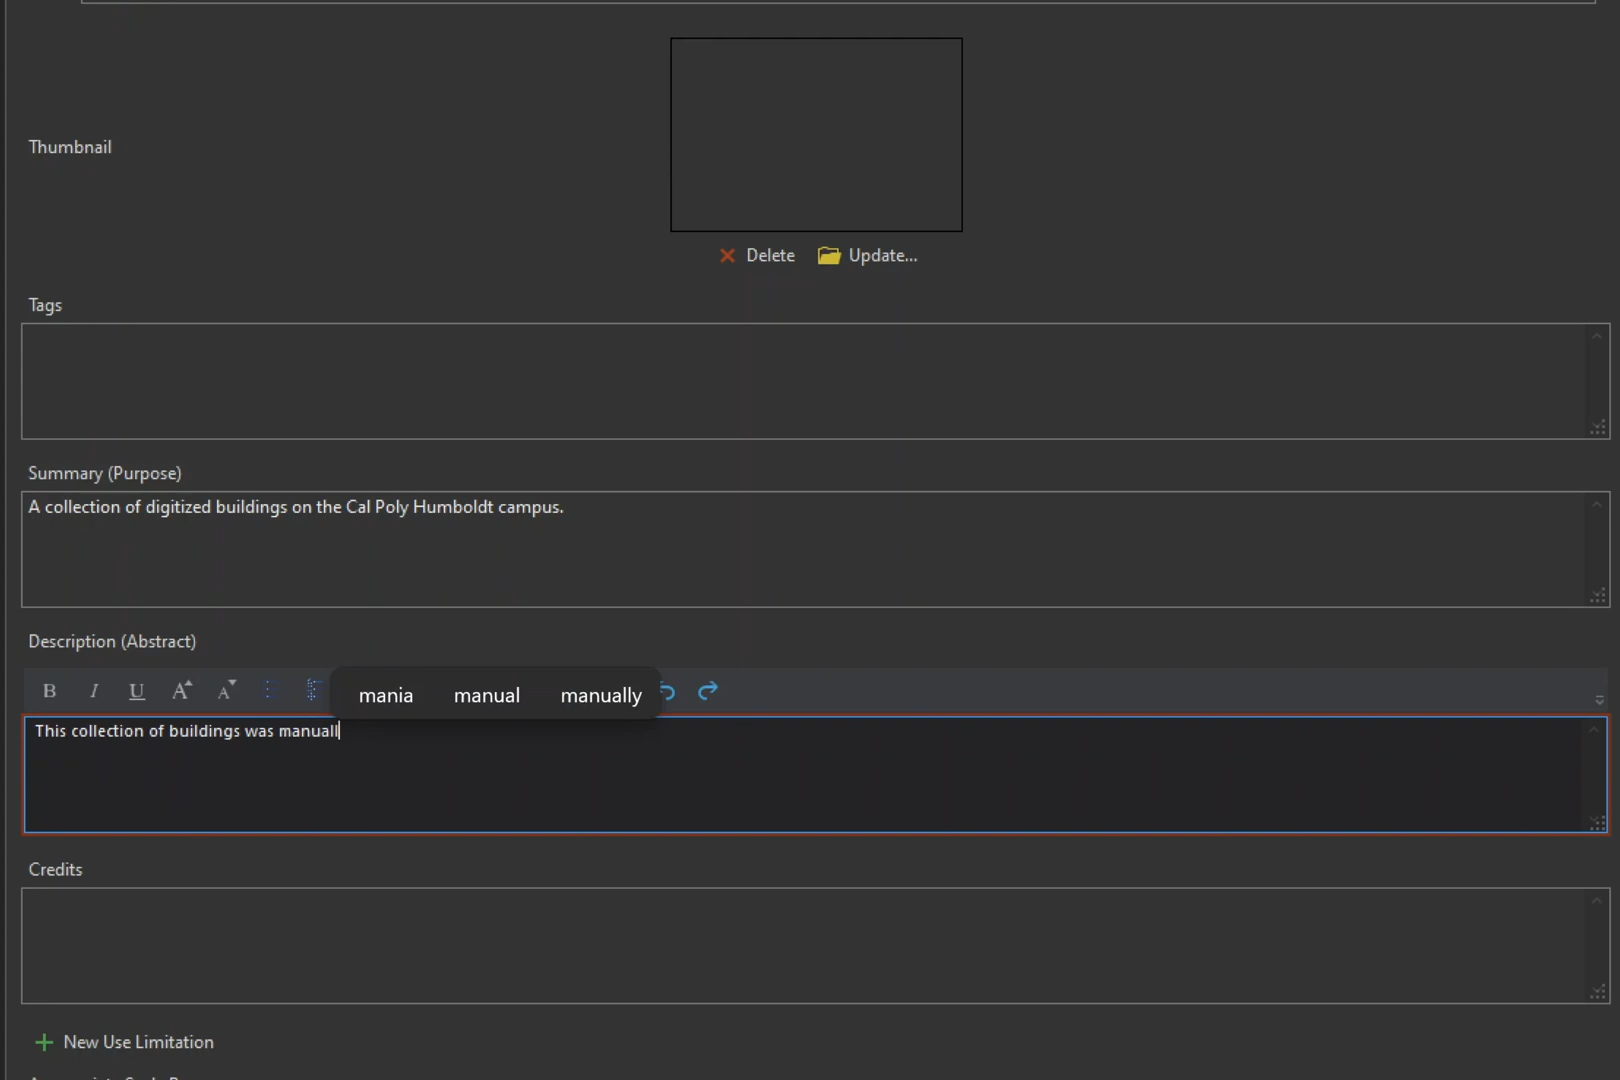 Thumbnail
Delete Update...
Tags
Summary (Purpose)
A collection of digitized buildings on the Cal Poly Humboldt campus.
Description (Abstract)
B I U A A mania manual manually
This collection of buildings was manuall
Credits
New Use Limitation